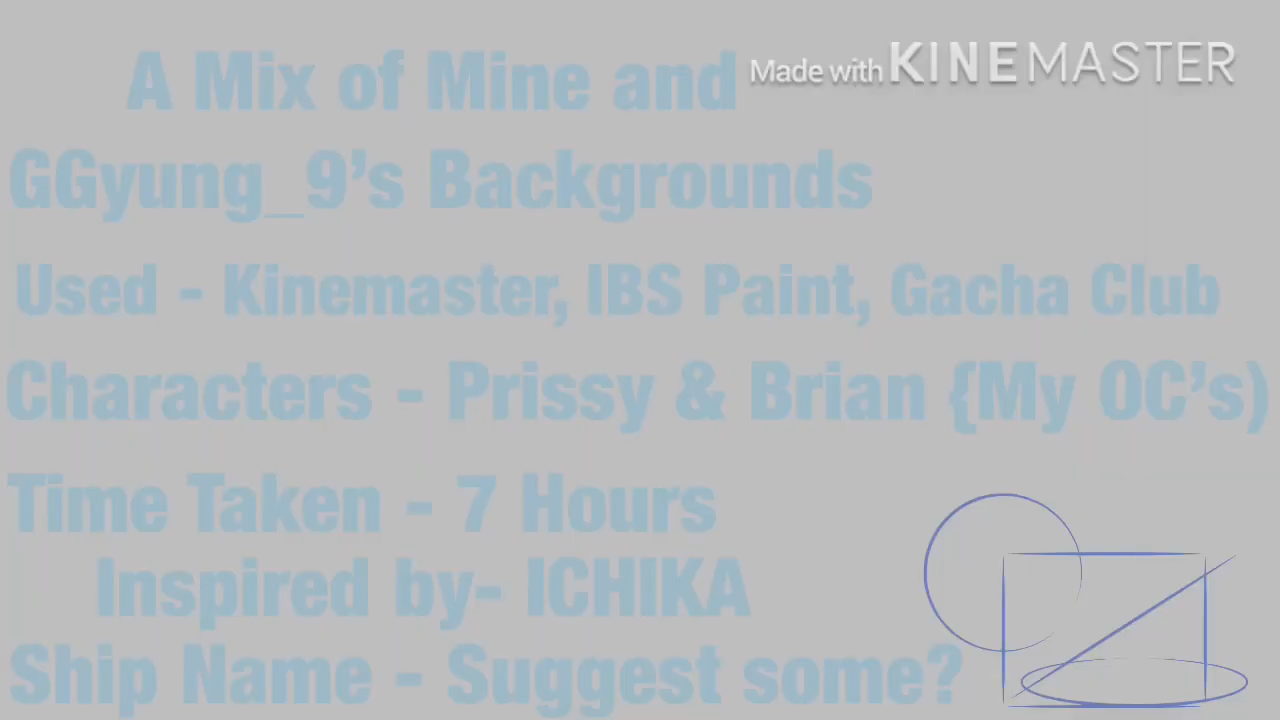 A Mix of Mine and
Made with KINEMASTER
GGyung_9's Backgrounds
Used - Kinemaster, IBS Paint, Gacha Club
Characters - Prissy & Brian {My OC's)
Time Taken - 7 Hours
Inspired by- ICHIKA
Ship Name - Suggest some?